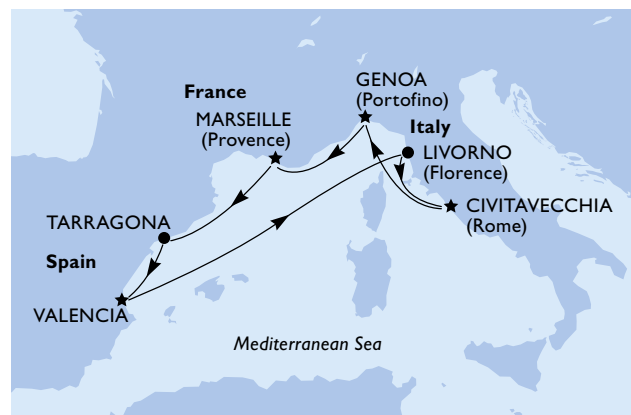 GENOA
(Portofino)
France
MARSEILLE
(Provence)
Italy
LIVORNO
(Florence)
CIVITAVECCHIA
(Rome)
TARRAGONA
Spain
VALENCIA
Mediterranean Sea